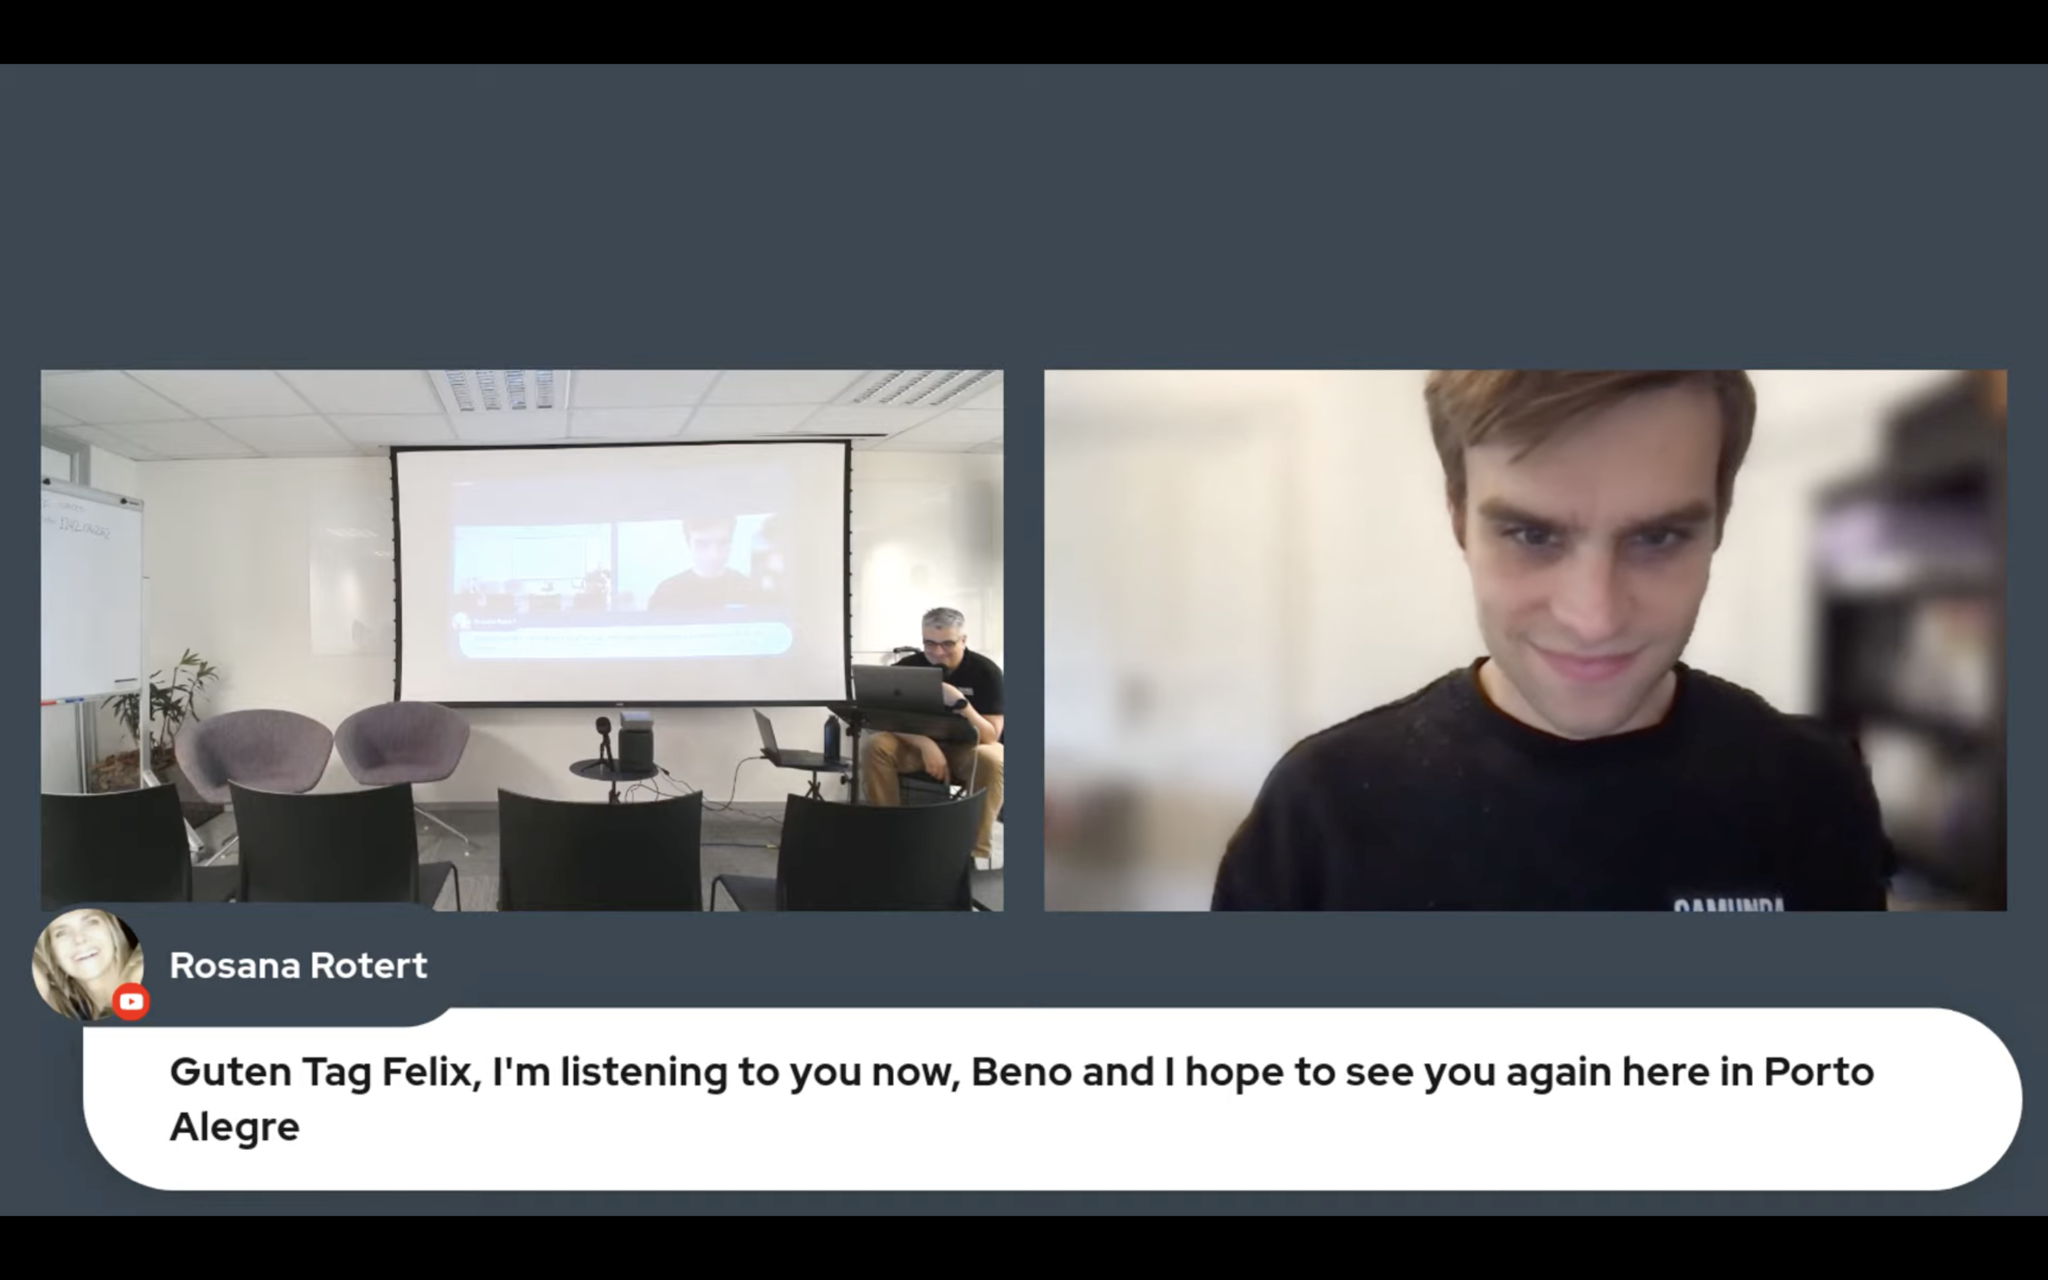 CAMUNDA
Rosana Rotert
Guten Tag Felix, I'm listening to you now, Beno and I hope to see you again here in Porto
Alegre